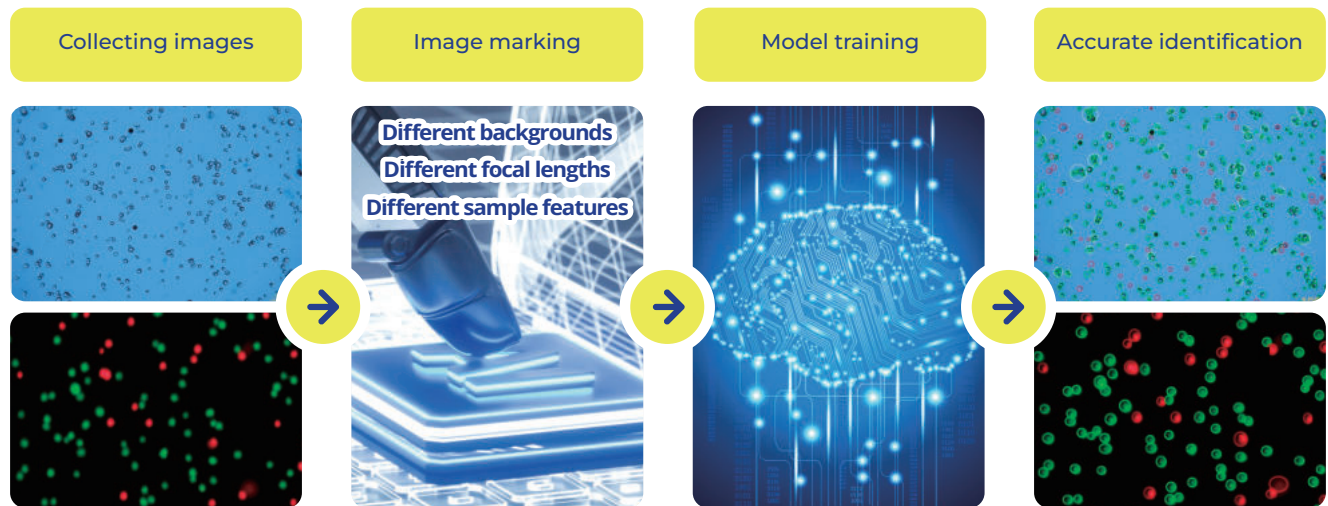 Collecting images
Image marking
Model training
Accurate identification
Different backgrounds
Different focal lengths
Different sample features